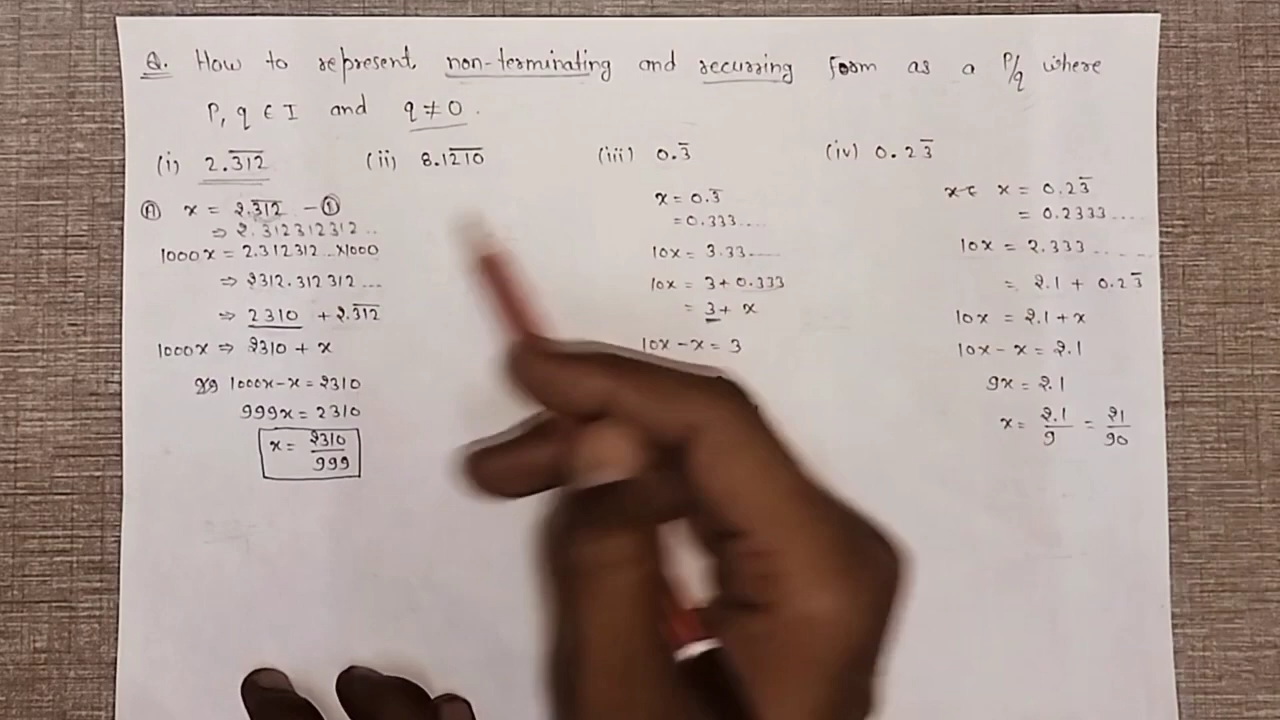 Q. How to represent, non-terminating and recurring form as a P/q where
P, q ∈ I and q ≠ 0.
(i) 2.3̅1̅2̅ (ii) 8.12̅1̅0̅ (iii) 0.3̅ (iv) 0.23̅
Ⓐ x = 2.3̅1̅2̅ - ①
⇒ 2.312312312..
1000x = 2.312312...×1000
⇒ 2312.312312...
⇒ 2310 + 2.3̅1̅2̅
1000x ⇒ 2310 + x
99 1000x-x = 2310
999x = 2310
x = 2310/999
x = 0.3̅
= 0.333....
10x = 3.33....
10x = 3 + 0.333
= 3 + x
10x - x = 3
x = 0.23̅
= 0.2333....
10x = 2.333....
= 2.1 + 0.23̅
10x = 2.1 + x
10x - x = 2.1
9x = 2.1
x = 2.1/9 = 21/90